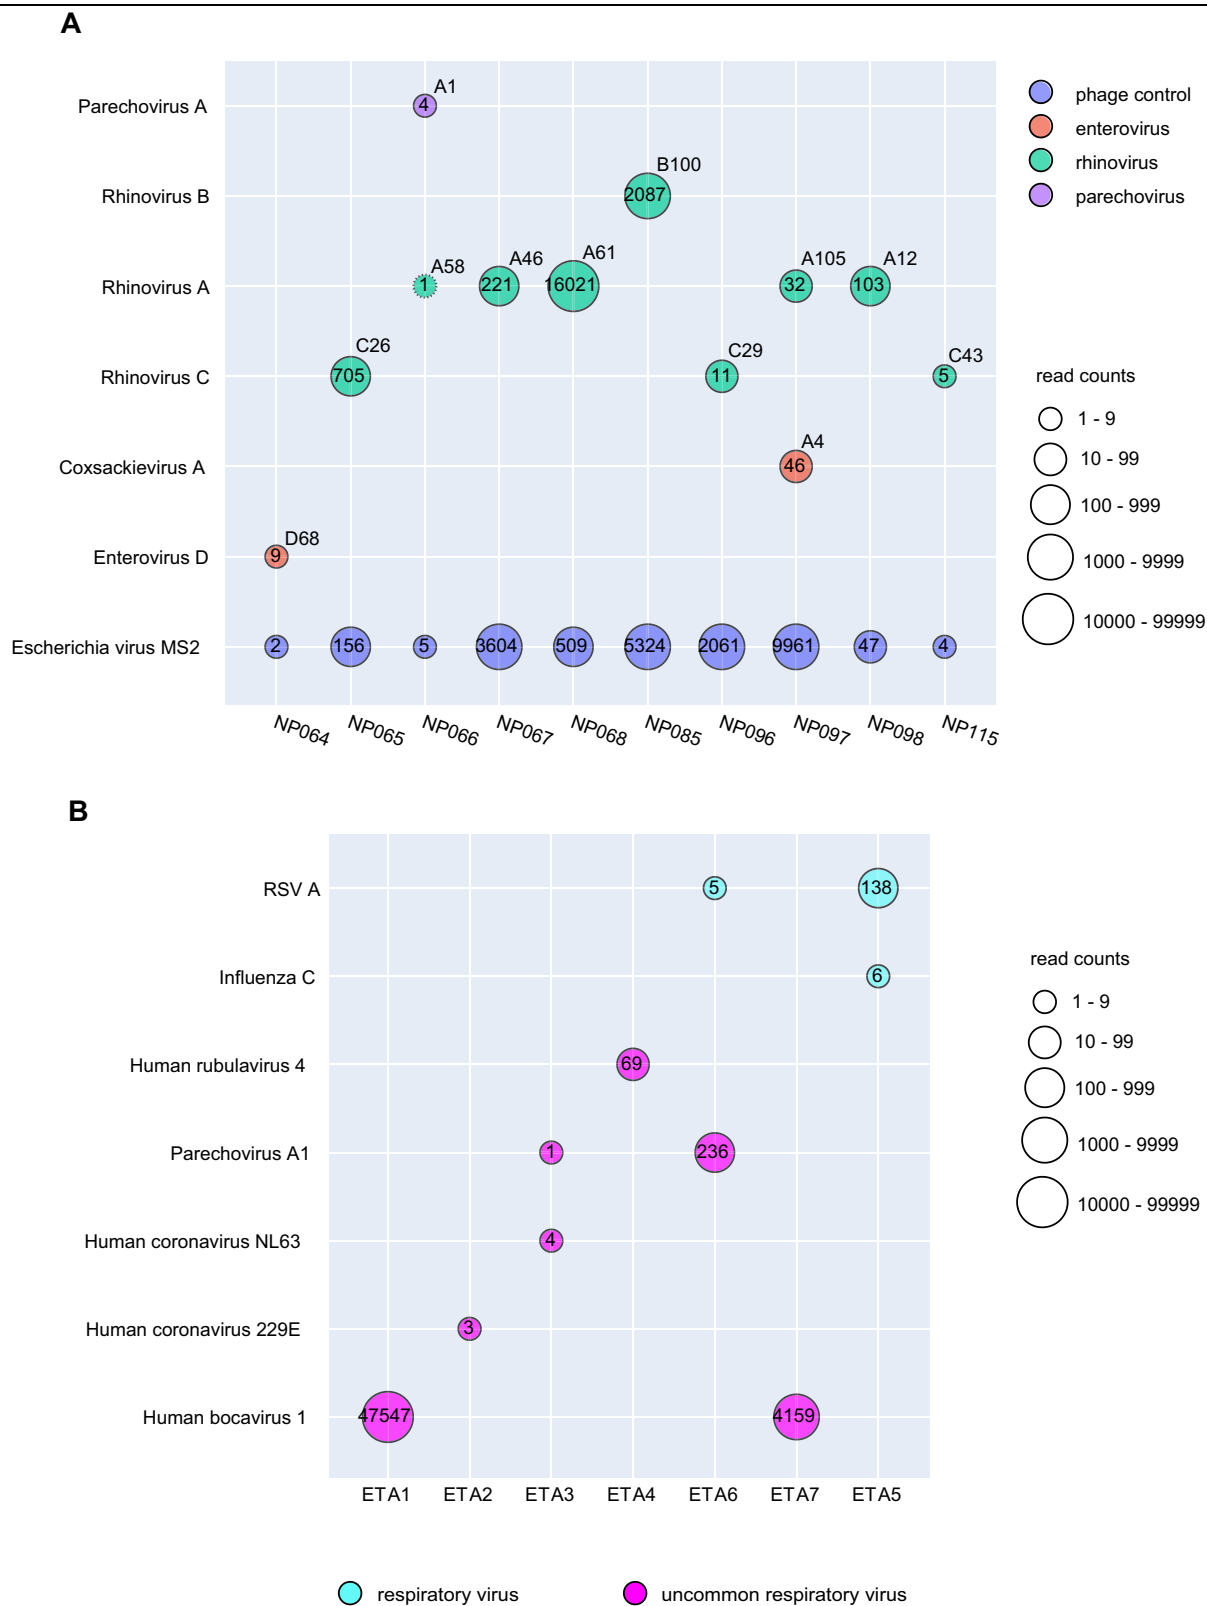 A
Parechovirus A
A1
4
phage control
enterovirus
rhinovirus
parechovirus
Rhinovirus B
B100
2087
Rhinovirus A
A58
1
A46
221
A61
16021
A105
32
A12
103
Rhinovirus C
C26
705
C29
11
C43
5
Coxsackievirus A
A4
46
Enterovirus D
D68
9
Escherichia virus MS2
2
156
5
3604
509
5324
2061
9961
47
4
read counts
1 - 9
10 - 99
100 - 999
1000 - 9999
10000 - 99999
NP064
NP065
NP066
NP067
NP068
NP085
NP096
NP097
NP098
NP115
B
RSV A
5
138
Influenza C
6
Human rubulavirus 4
69
Parechovirus A1
1
236
Human coronavirus NL63
4
Human coronavirus 229E
3
Human bocavirus 1
47547
4159
read counts
1 - 9
10 - 99
100 - 999
1000 - 9999
10000 - 99999
ETA1
ETA2
ETA3
ETA4
ETA6
ETA7
ETA5
respiratory virus
uncommon respiratory virus